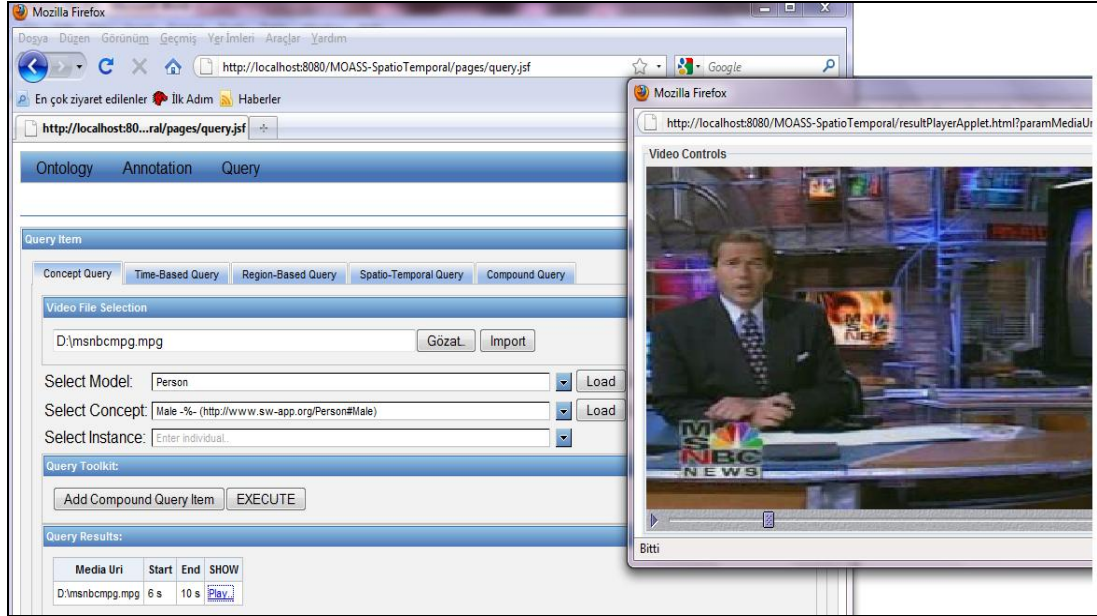 Mozilla Firefox
Dosya Düzen Görünüm Geçmiş Yer İmleri Araçlar Yardım
http://localhost:8080/MOASS-SpatioTemporal/pages/query.jsf
Google
En çok ziyaret edilenler İlk Adım Haberler
http://localhost:80...ral/pages/query.jsf
Ontology Annotation Query
Query Item
Concept Query Time-Based Query Region-Based Query Spatio-Temporal Query Compound Query
Video File Selection
D:\msnbcmpg.mpg Gözat.. Import
Select Model: Person Load
Select Concept: Male -%- (http://www.sw-app.org/Person#Male) Load
Select Instance: Enter individual..
Query Toolkit:
Add Compound Query Item EXECUTE
Query Results:
Media Uri Start End SHOW
D:\msnbcmpg.mpg 6 s 10 s Play..
Mozilla Firefox
http://localhost:8080/MOASS-SpatioTemporal/resultPlayerApplet.html?paramMediaUr
Video Controls
MSNBC
MSNBC
NEWS
Bitti